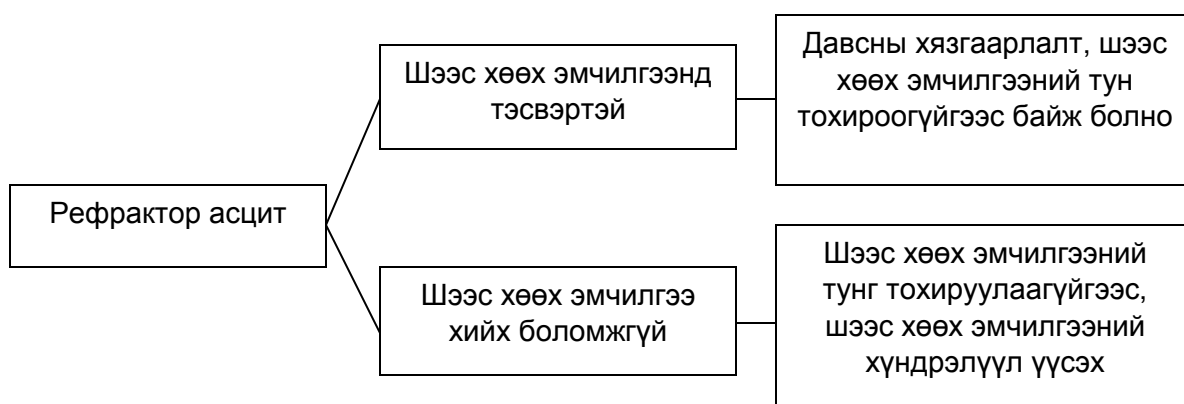 Рефрактор асцит
Шээс хөөх эмчилгээнд
тэсвэртэй
Давсны хязгаарлалт, шээс
хөөх эмчилгээний тун
тохироогүйгээс байж болно
Шээс хөөх эмчилгээ
хийх боломжгүй
Шээс хөөх эмчилгээний
тунг тохируулаагүйгээс,
шээс хөөх эмчилгээний
хүндрэлүүл үүсэх